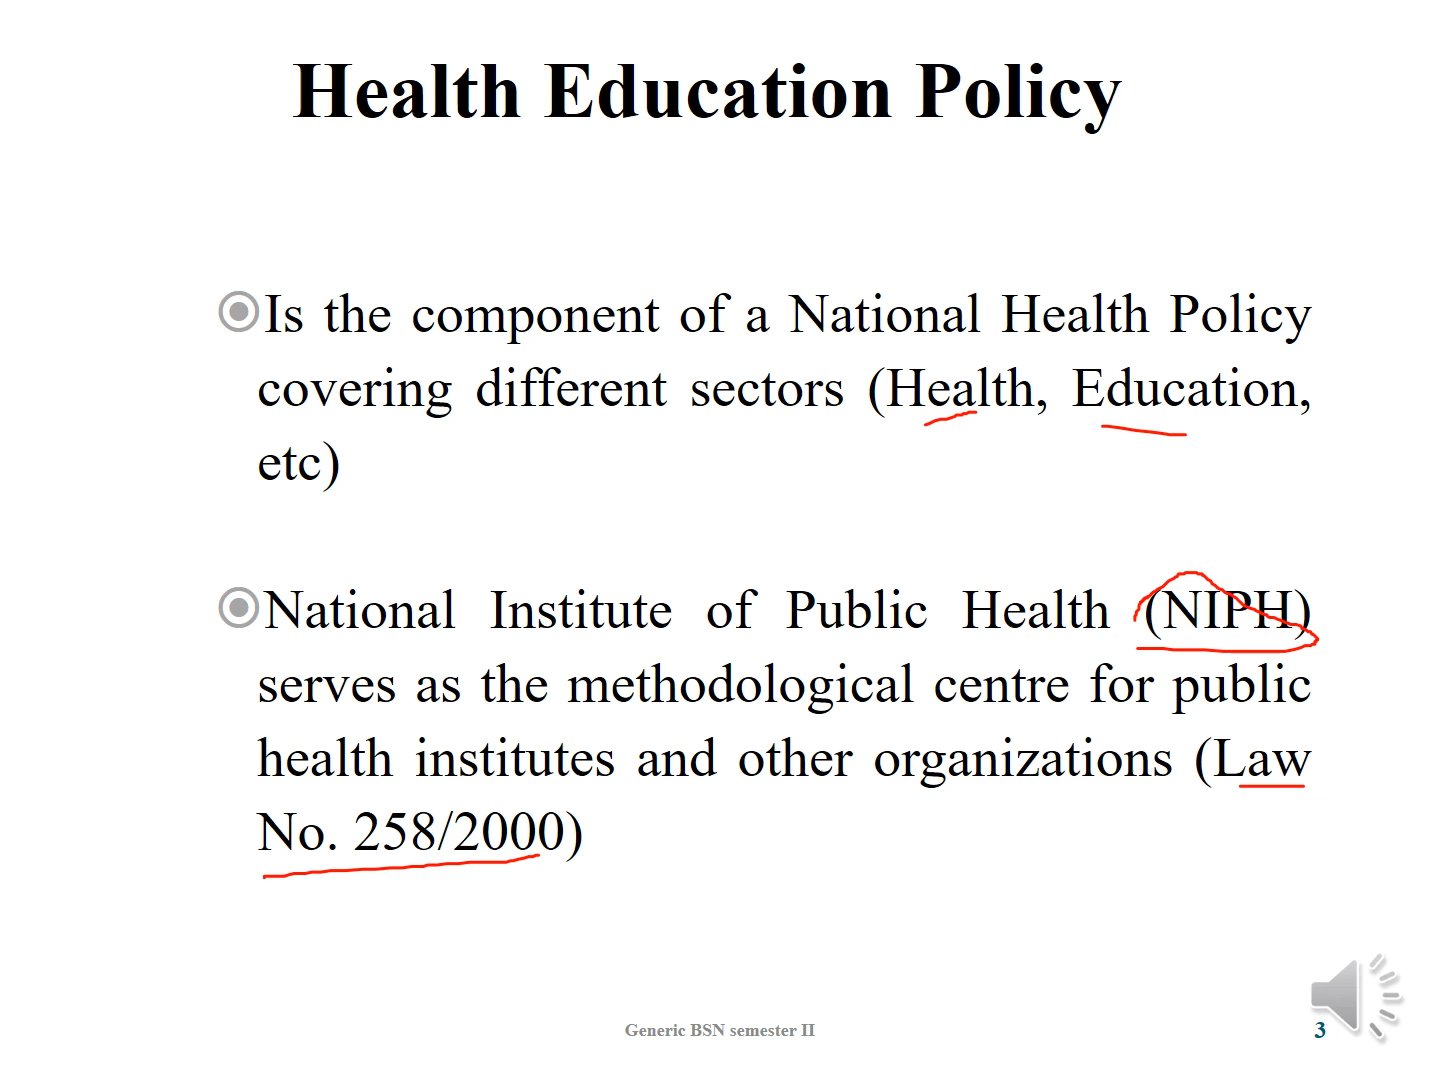 Health Education Policy
Is the component of a National Health Policy
covering different sectors (Health, Education,
etc)
National Institute of Public Health (NIPH)
serves as the methodological centre for public
health institutes and other organizations (Law
No. 258/2000)
Generic BSN semester II
3